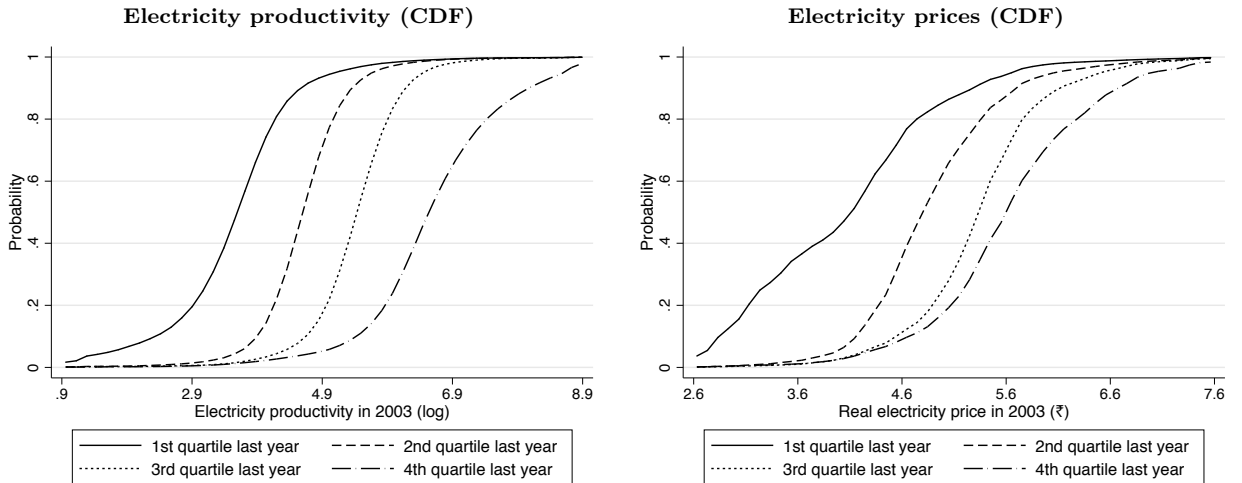 Electricity productivity (CDF)
1
.8
.6
.4
.2
0
Probability
.9 2.9 4.9 6.9 8.9
Electricity productivity in 2003 (log)
1st quartile last year 2nd quartile last year
3rd quartile last year 4th quartile last year
Electricity prices (CDF)
1
.8
.6
.4
.2
0
Probability
2.6 3.6 4.6 5.6 6.6 7.6
Real electricity price in 2003 (₹)
1st quartile last year 2nd quartile last year
3rd quartile last year 4th quartile last year